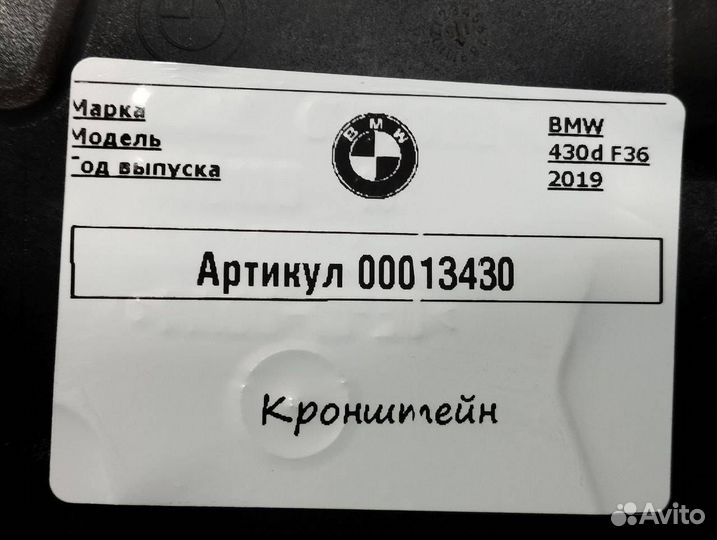 Марка
Модель
Год выпуска
BMW
BMW
430d F36
2019
Артикул 00013430
Кронштейн
Avito